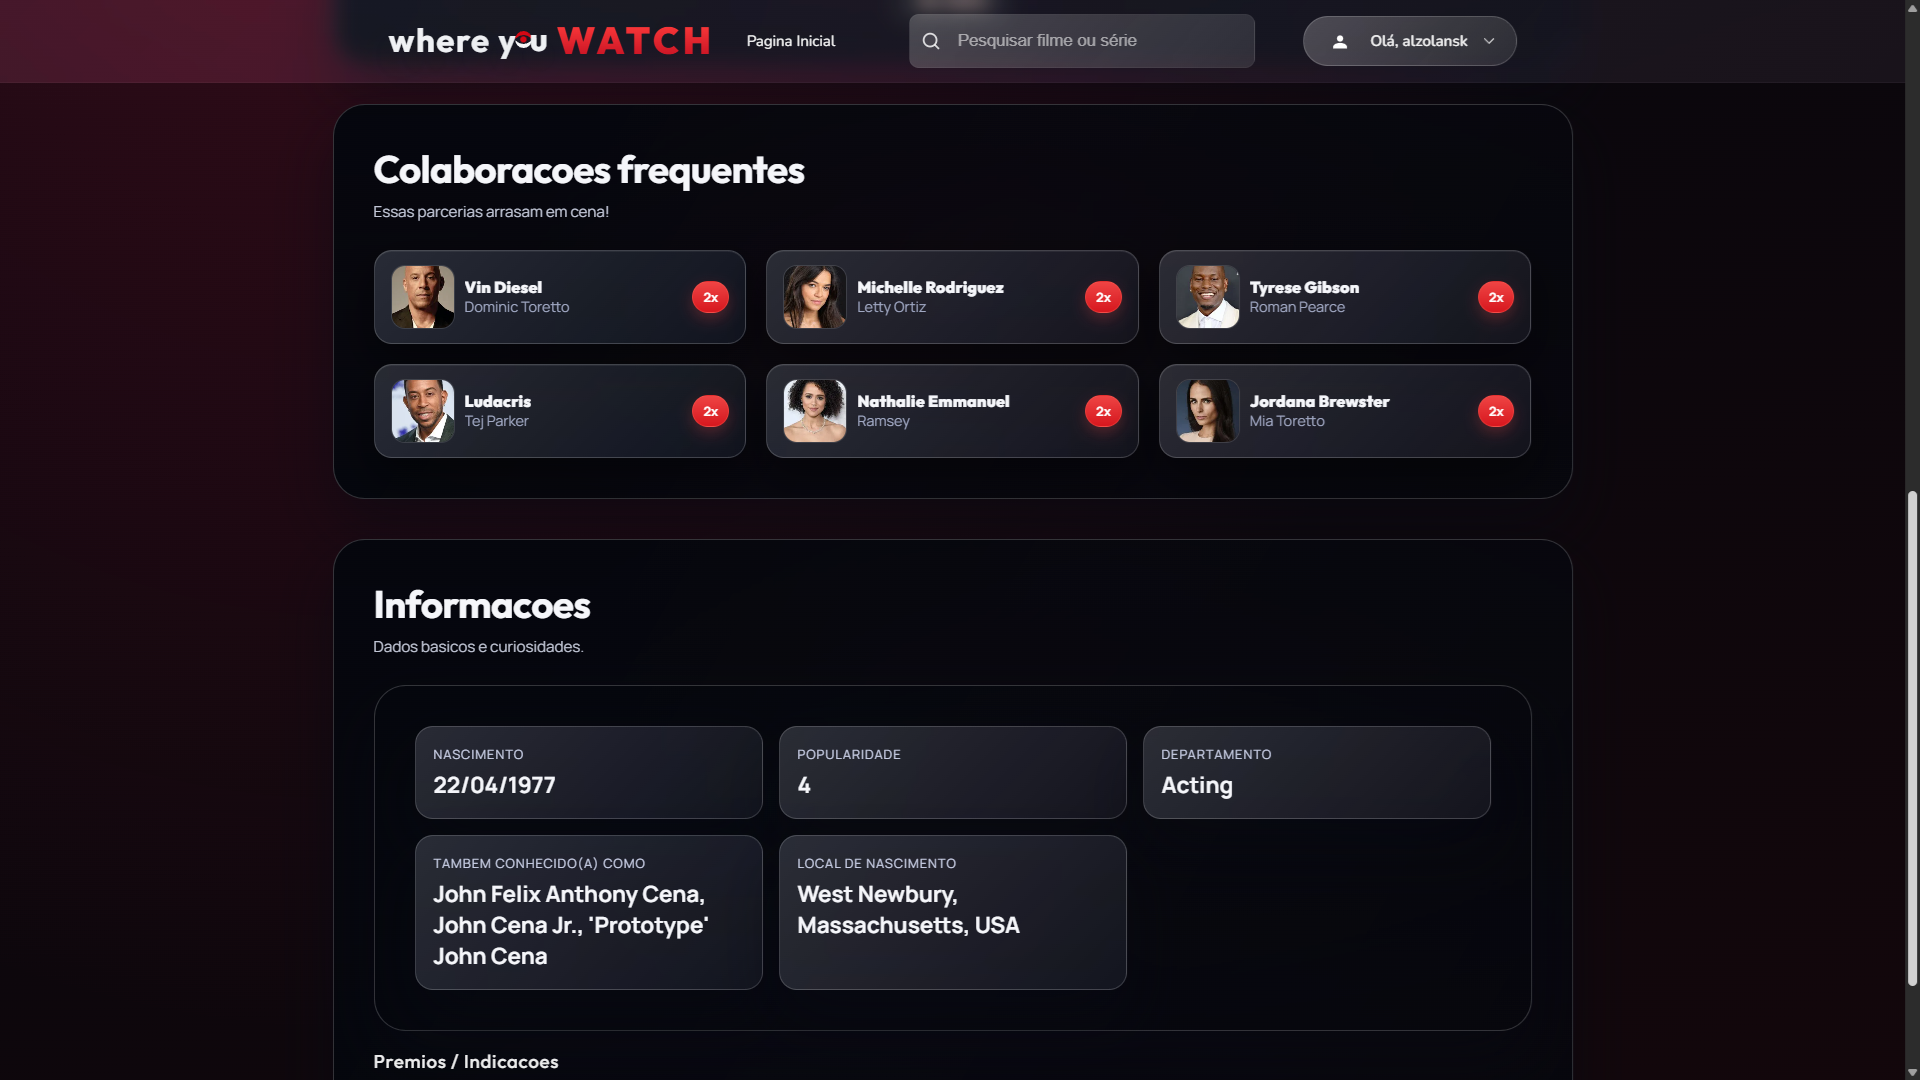 where you WATCH
Pagina Inicial
Pesquisar filme ou série
Olá, alzolansk
Colaboracoes frequentes
Essas parcerias arrasam em cena!
Vin Diesel
Dominic Toretto
2x
Michelle Rodriguez
Letty Ortiz
2x
Tyrese Gibson
Roman Pearce
2x
Ludacris
Tej Parker
2x
Nathalie Emmanuel
Ramsey
2x
Jordana Brewster
Mia Toretto
2x
Informacoes
Dados basicos e curiosidades.
NASCIMENTO
22/04/1977
POPULARIDADE
4
DEPARTAMENTO
Acting
TAMBEM CONHECIDO(A) COMO
John Felix Anthony Cena,
John Cena Jr., 'Prototype'
John Cena
LOCAL DE NASCIMENTO
West Newbury,
Massachusetts, USA
Premios / Indicacoes